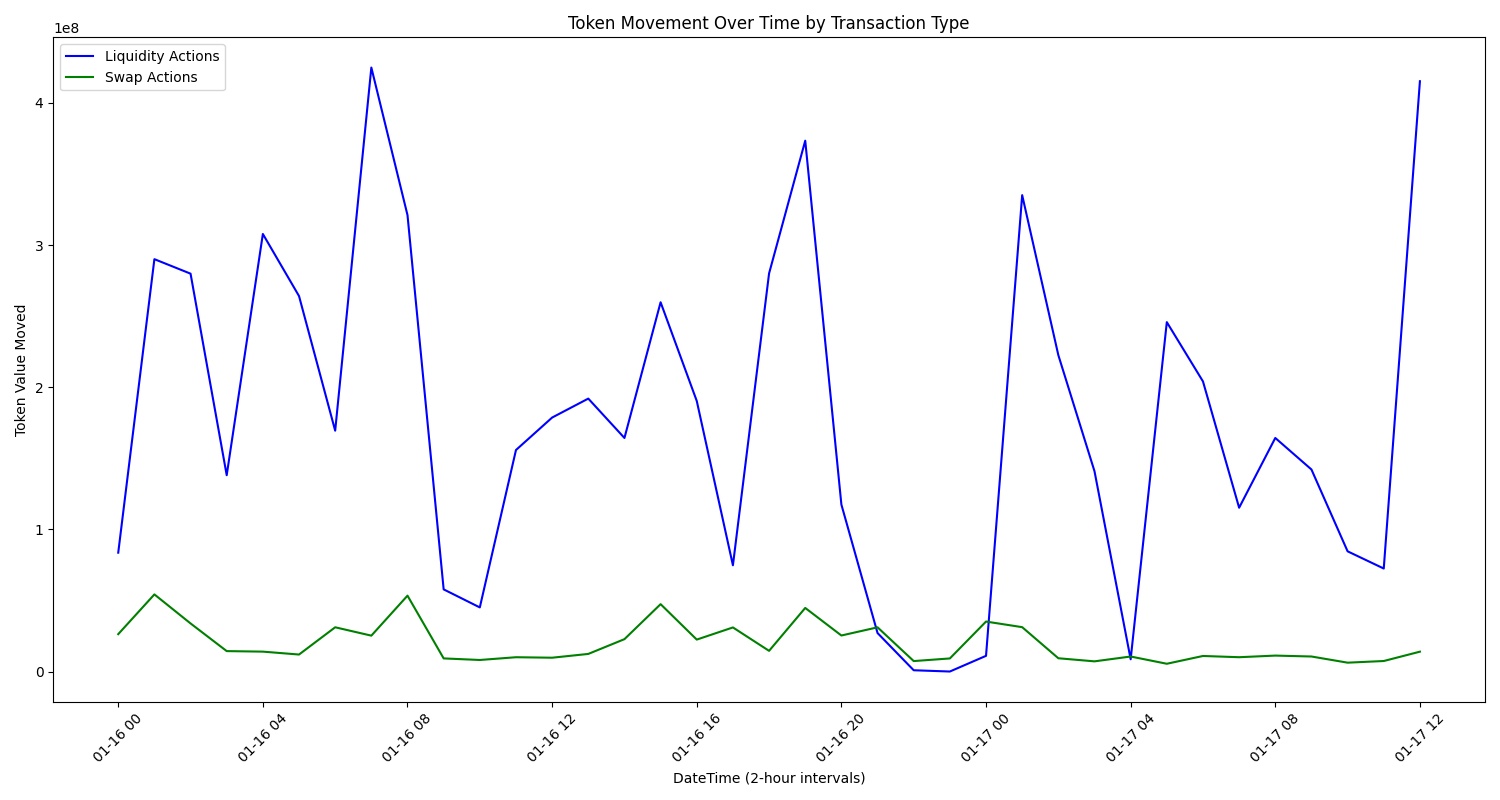 Token Movement Over Time by Transaction Type
1e8
Liquidity Actions
Swap Actions
4
3
2
1
0
Token Value Moved
01-16 00
01-16 04
01-16 08
01-16 12
01-16 16
01-16 20
01-17 00
01-17 04
01-17 08
01-17 12
DateTime (2-hour intervals)